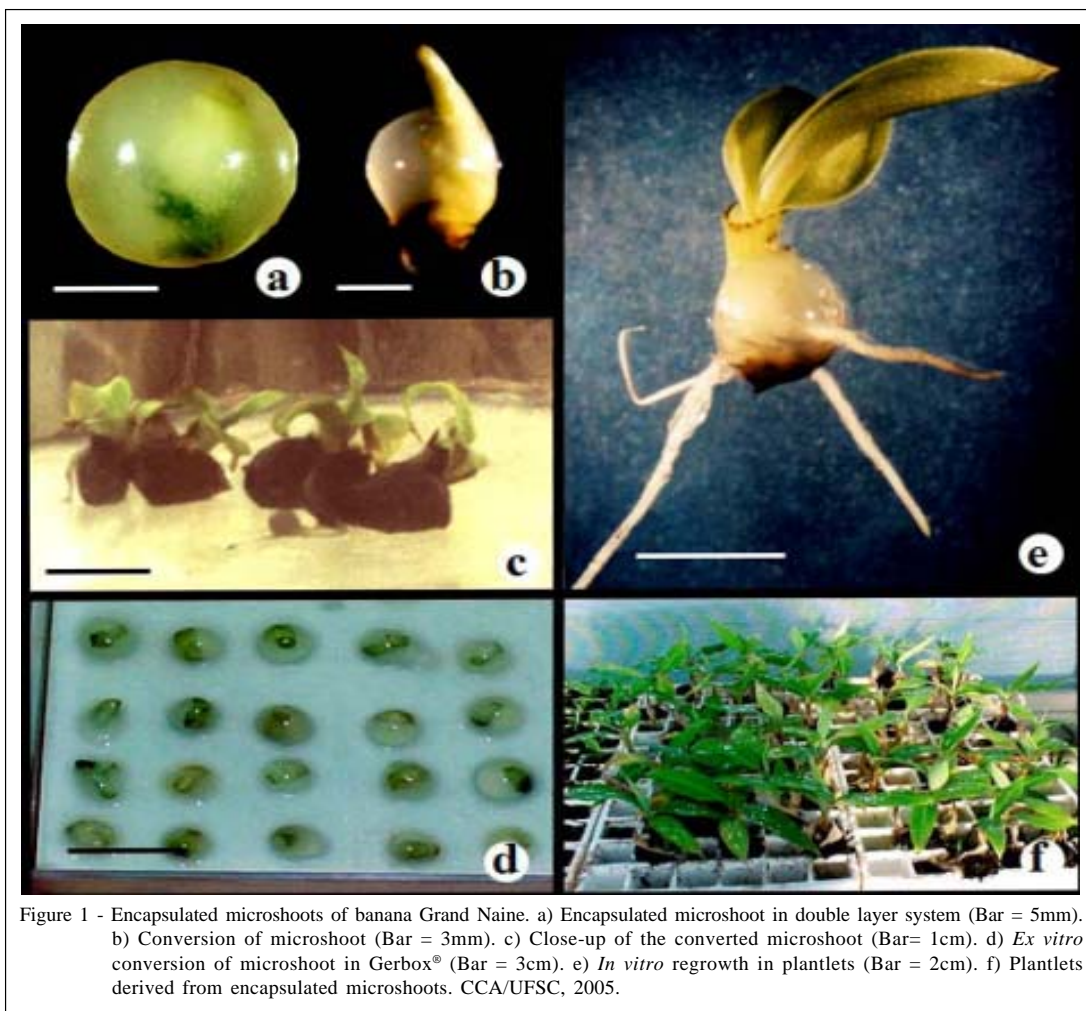 a
b
c
d
e
f
Figure 1 - Encapsulated microshoots of banana Grand Naine. a) Encapsulated microshoot in double layer system (Bar = 5mm).
b) Conversion of microshoot (Bar = 3mm). c) Close-up of the converted microshoot (Bar= 1cm). d) Ex vitro
conversion of microshoot in Gerbox® (Bar = 3cm). e) In vitro regrowth in plantlets (Bar = 2cm). f) Plantlets
derived from encapsulated microshoots. CCA/UFSC, 2005.